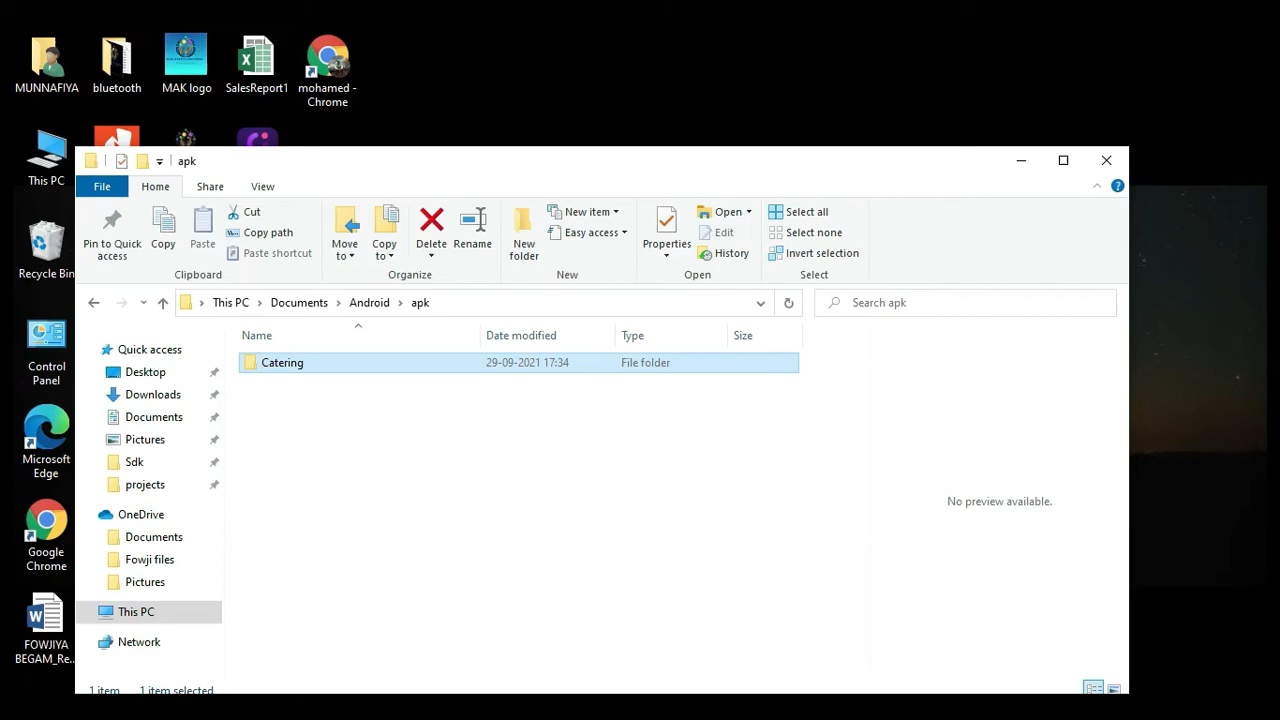 MUNNAFIYA
bluetooth
MAK logo
SalesReport1
mohamed -
Chrome
This PC
Recycle Bin
Control
Panel
Microsoft
Edge
Google
Chrome
FOWJIYA
BEGAM_Re...
apk
File Home Share View
Pin to Quick
access
Copy
Paste
Cut
Copy path
Paste shortcut
Clipboard
Move
to
Copy
to
Delete
Rename
Organize
New
folder
New item
Easy access
New
Properties
Open
Edit
History
Open
Select all
Select none
Invert selection
Select
This PC > Documents > Android > apk
Search apk
Name Date modified Type Size
Catering 29-09-2021 17:34 File folder
Quick access
Desktop
Downloads
Documents
Pictures
Sdk
projects
OneDrive
Documents
Fowji files
Pictures
This PC
Network
No preview available.
1 item 1 item selected